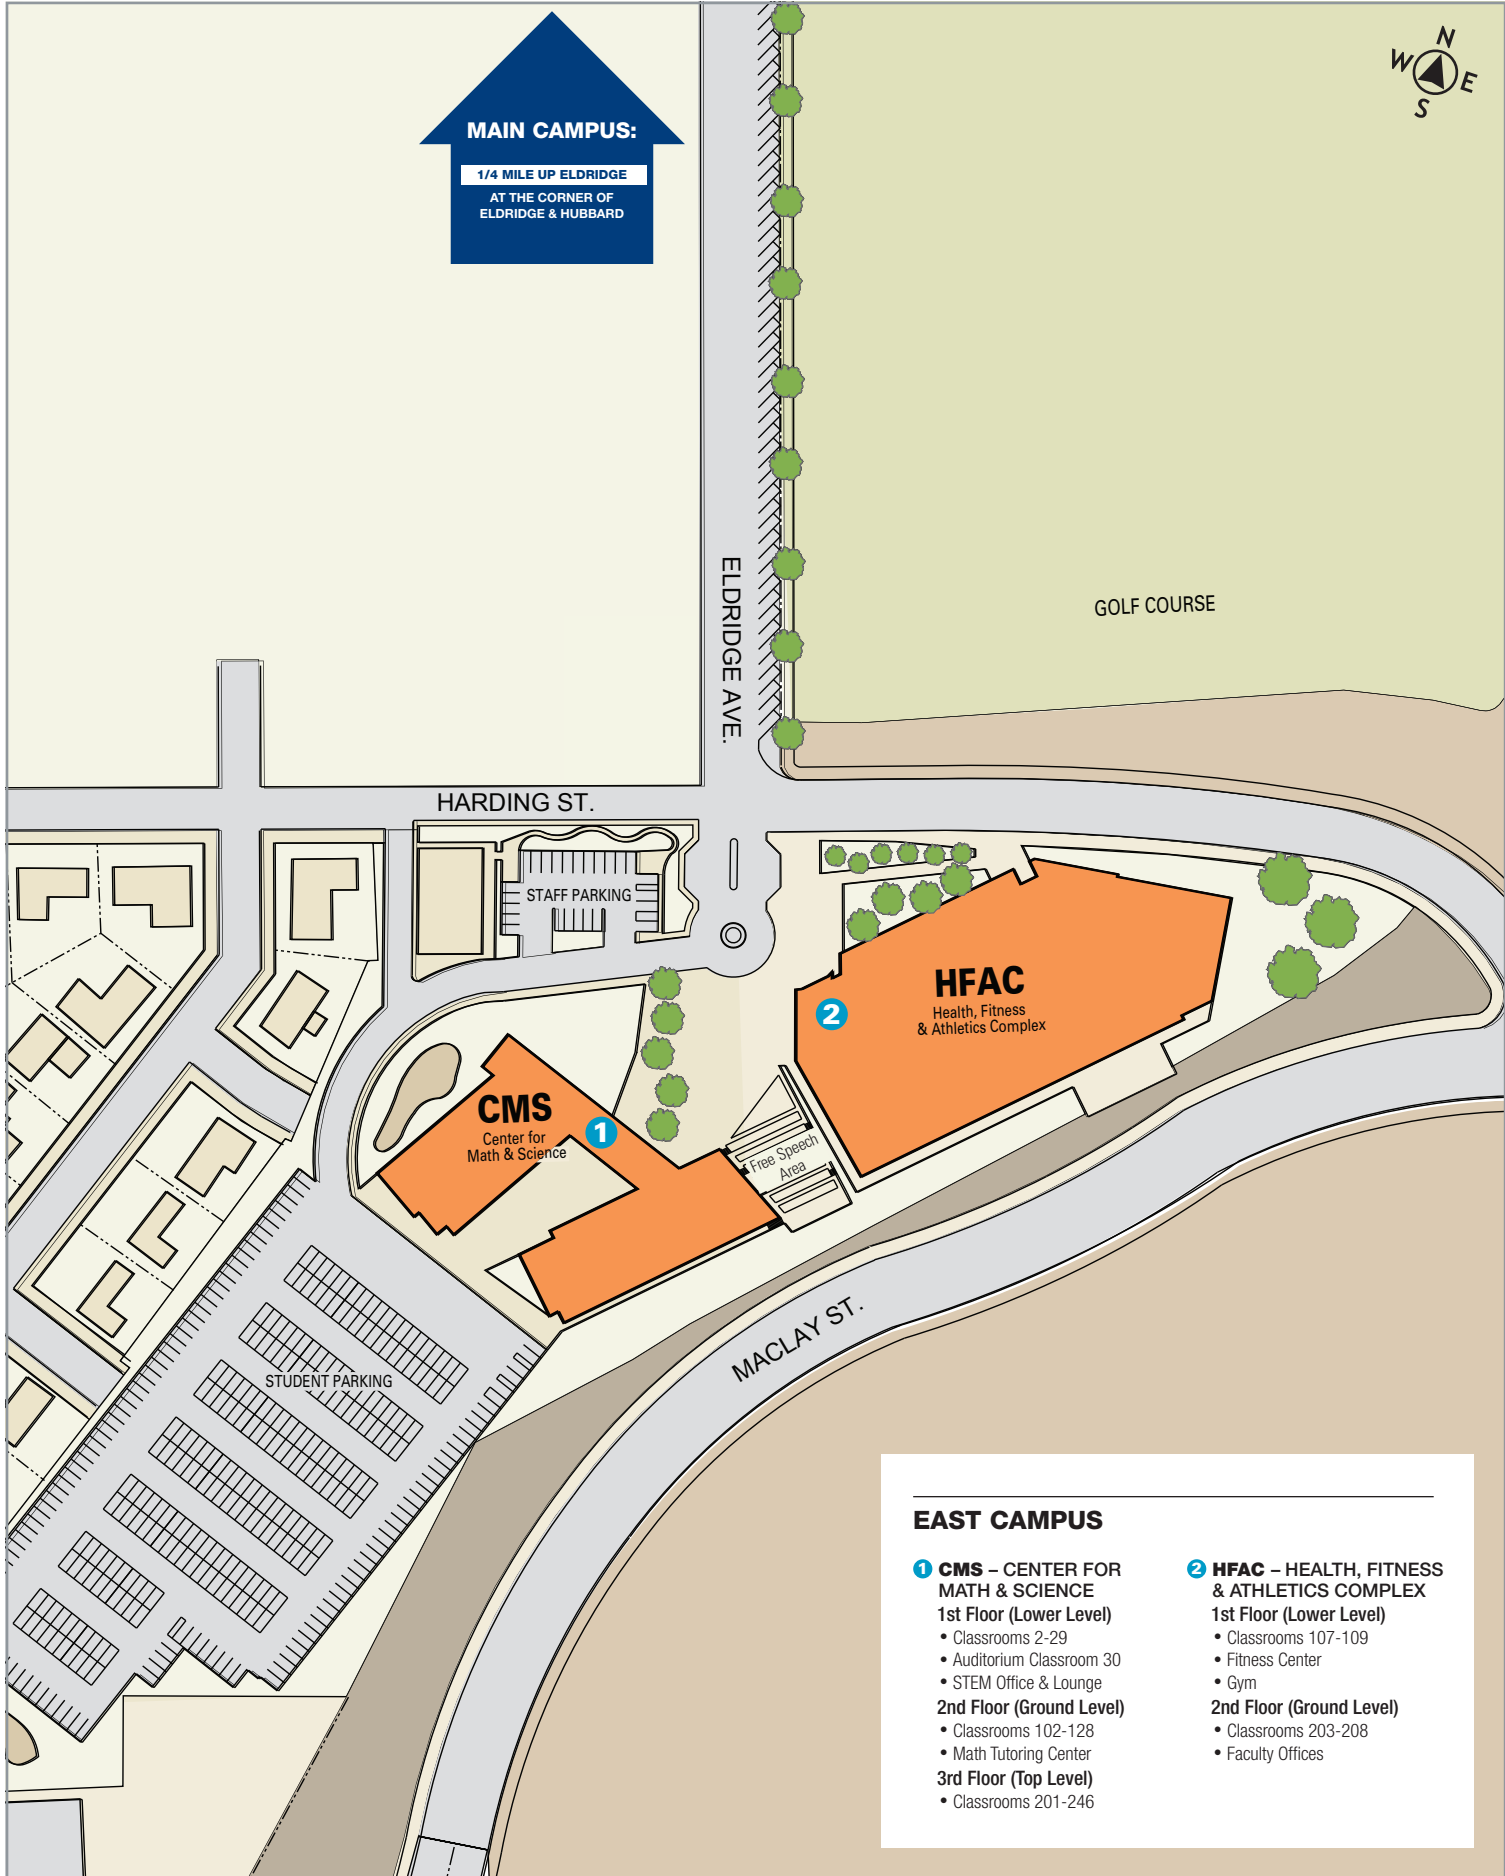 N
W
E
S
MAIN CAMPUS:
1/4 MILE UP ELDRIDGE
AT THE CORNER OF
ELDRIDGE & HUBBARD
ELDRIDGE AVE.
GOLF COURSE
HARDING ST.
STAFF PARKING
HFAC
Health, Fitness
& Athletics Complex
2
CMS
Center for
Math & Science
1
Free Speech
Area
MACLAY ST.
STUDENT PARKING
EAST CAMPUS
1 CMS – CENTER FOR
MATH & SCIENCE
1st Floor (Lower Level)
• Classrooms 2-29
• Auditorium Classroom 30
• STEM Office & Lounge
2nd Floor (Ground Level)
• Classrooms 102-128
• Math Tutoring Center
3rd Floor (Top Level)
• Classrooms 201-246
2 HFAC – HEALTH, FITNESS
& ATHLETICS COMPLEX
1st Floor (Lower Level)
• Classrooms 107-109
• Fitness Center
• Gym
2nd Floor (Ground Level)
• Classrooms 203-208
• Faculty Offices